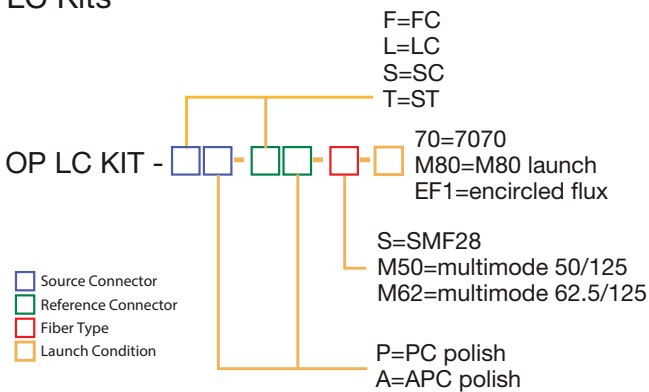 LC Kits
F=FC
L=LC
S=SC
T=ST
OP LC KIT -
70=7070
M80=M80 launch
EF1=encircled flux
S=SMF28
M50=multimode 50/125
M62=multimode 62.5/125
Source Connector
Reference Connector
Fiber Type
Launch Condition
P=PC polish
A=APC polish